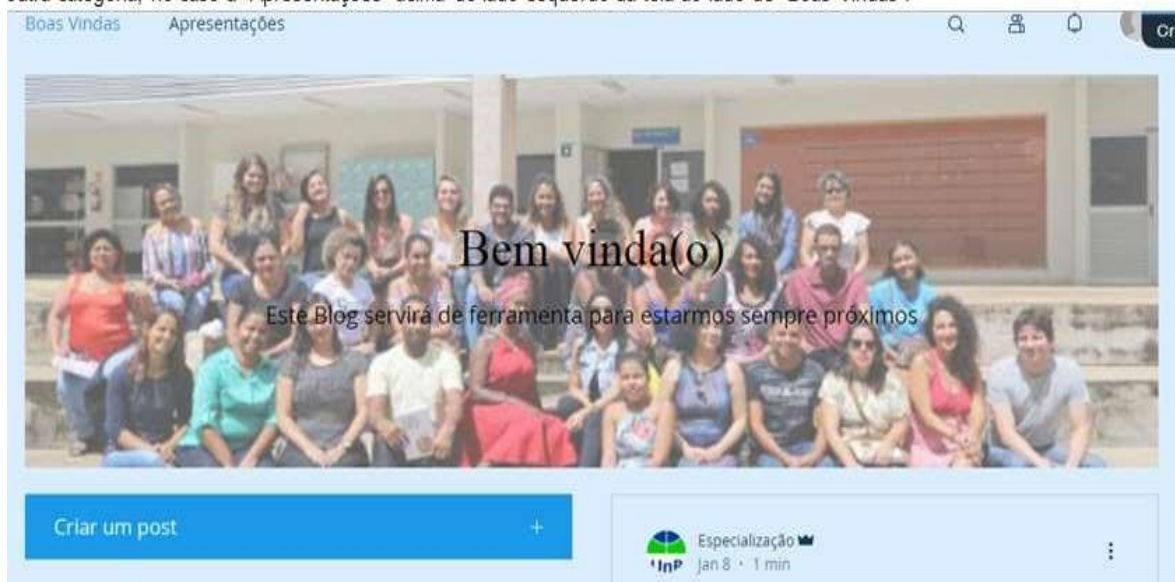 Boas Vindas Apresentações
Cr
Bem vinda(o)
Este Blog servirá de ferramenta para estarmos sempre próximos
Criar um post +
Especialização
UnB
Jan 8 · 1 min